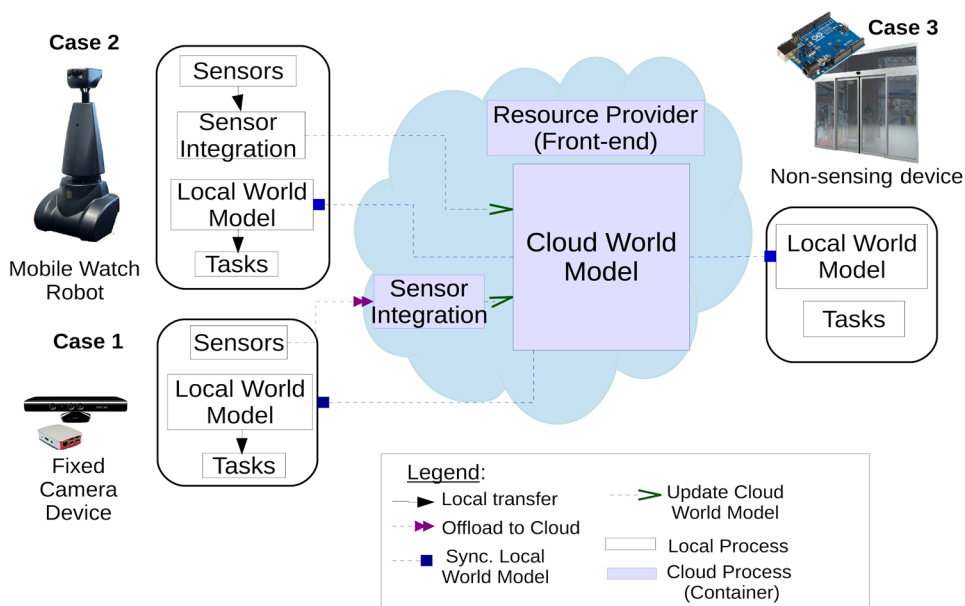 Case 2
Mobile Watch
Robot
Sensors
Sensor
Integration
Local World
Model
Tasks
Resource Provider
(Front-end)
Cloud World
Model
Sensor
Integration
Case 3
Non-sensing device
Local World
Model
Tasks
Case 1
Fixed
Camera
Device
Sensors
Local World
Model
Tasks
Legend:
Local transfer
Offload to Cloud
Sync. Local
World Model
Update Cloud
World Model
Local Process
Cloud Process
(Container)